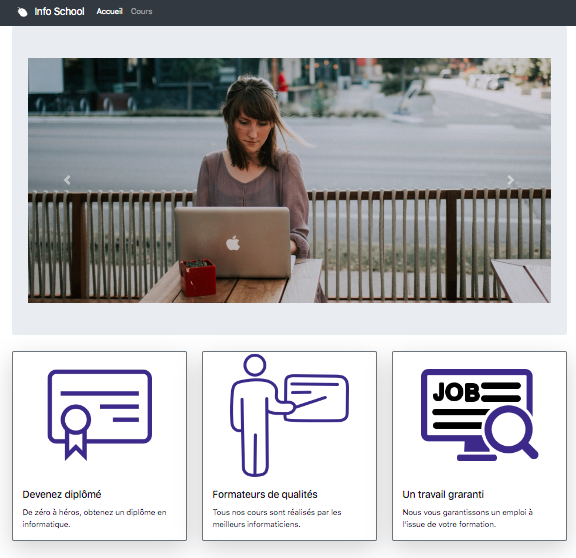 Info School Accueil Cours
JOB
Devenez diplômé
De zéro à héros, obtenez un diplôme en
informatique.
Formateurs de qualités
Tous nos cours sont réalisés par les
meilleurs informaticiens.
Un travail graranti
Nous vous garantissons un emploi à
l'issue de votre formation.